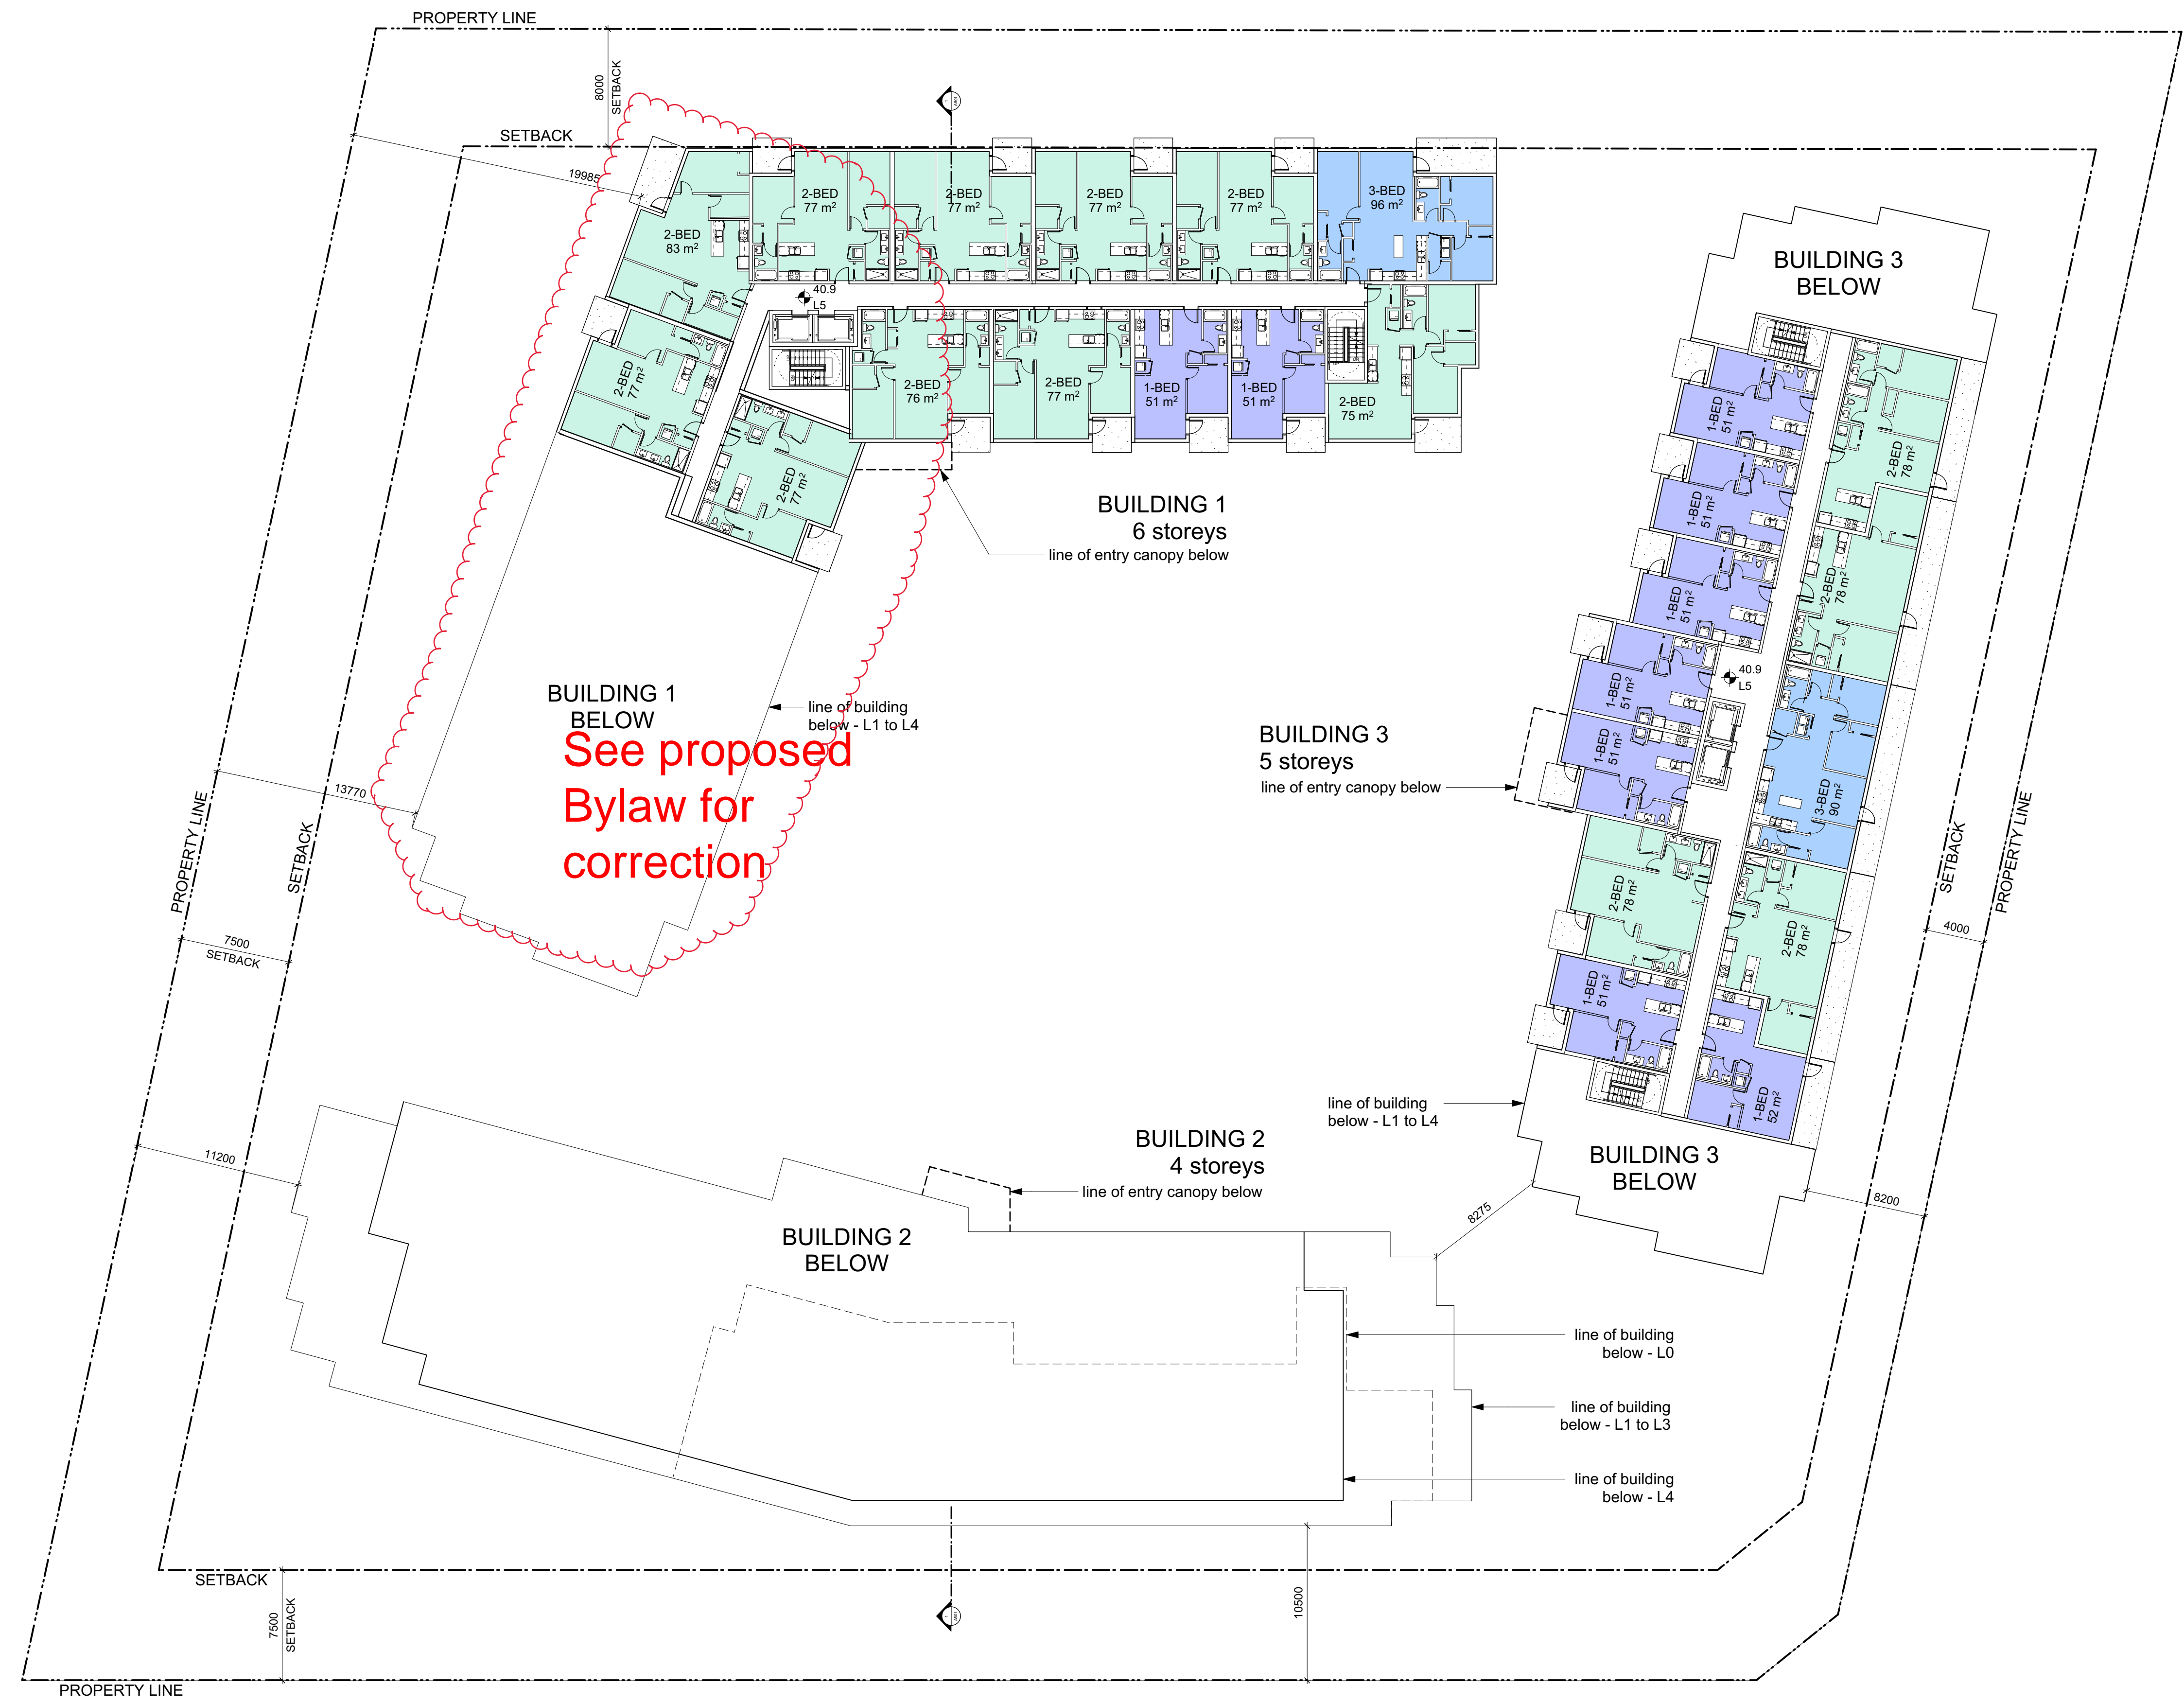 PROPERTY LINE
8000
SETBACK
SETBACK
19985
2-BED
83 m²
2-BED
77 m²
2-BED
77 m²
2-BED
77 m²
2-BED
77 m²
3-BED
96 m²
40.9
L5
2-BED
77 m²
2-BED
77 m²
2-BED
76 m²
2-BED
77 m²
1-BED
51 m²
1-BED
51 m²
2-BED
75 m²
BUILDING 1
6 storeys
line of entry canopy below
BUILDING 3
BELOW
1-BED
51 m²
1-BED
51 m²
1-BED
51 m²
1-BED
51 m²
1-BED
51 m²
2-BED
78 m²
1-BED
51 m²
2-BED
78 m²
2-BED
78 m²
40.9
L5
3-BED
90 m²
2-BED
78 m²
1-BED
52 m²
BUILDING 1
BELOW
line of building
below - L1 to L4
See proposed
Bylaw for
correction
BUILDING 3
5 storeys
line of entry canopy below
13770
PROPERTY LINE
SETBACK
7500
SETBACK
SETBACK
PROPERTY LINE
4000
11200
BUILDING 2
4 storeys
line of entry canopy below
line of building
below - L1 to L4
BUILDING 3
BELOW
8275
8200
BUILDING 2
BELOW
line of building
below - L0
line of building
below - L1 to L3
line of building
below - L4
SETBACK
7500
SETBACK
10500
PROPERTY LINE